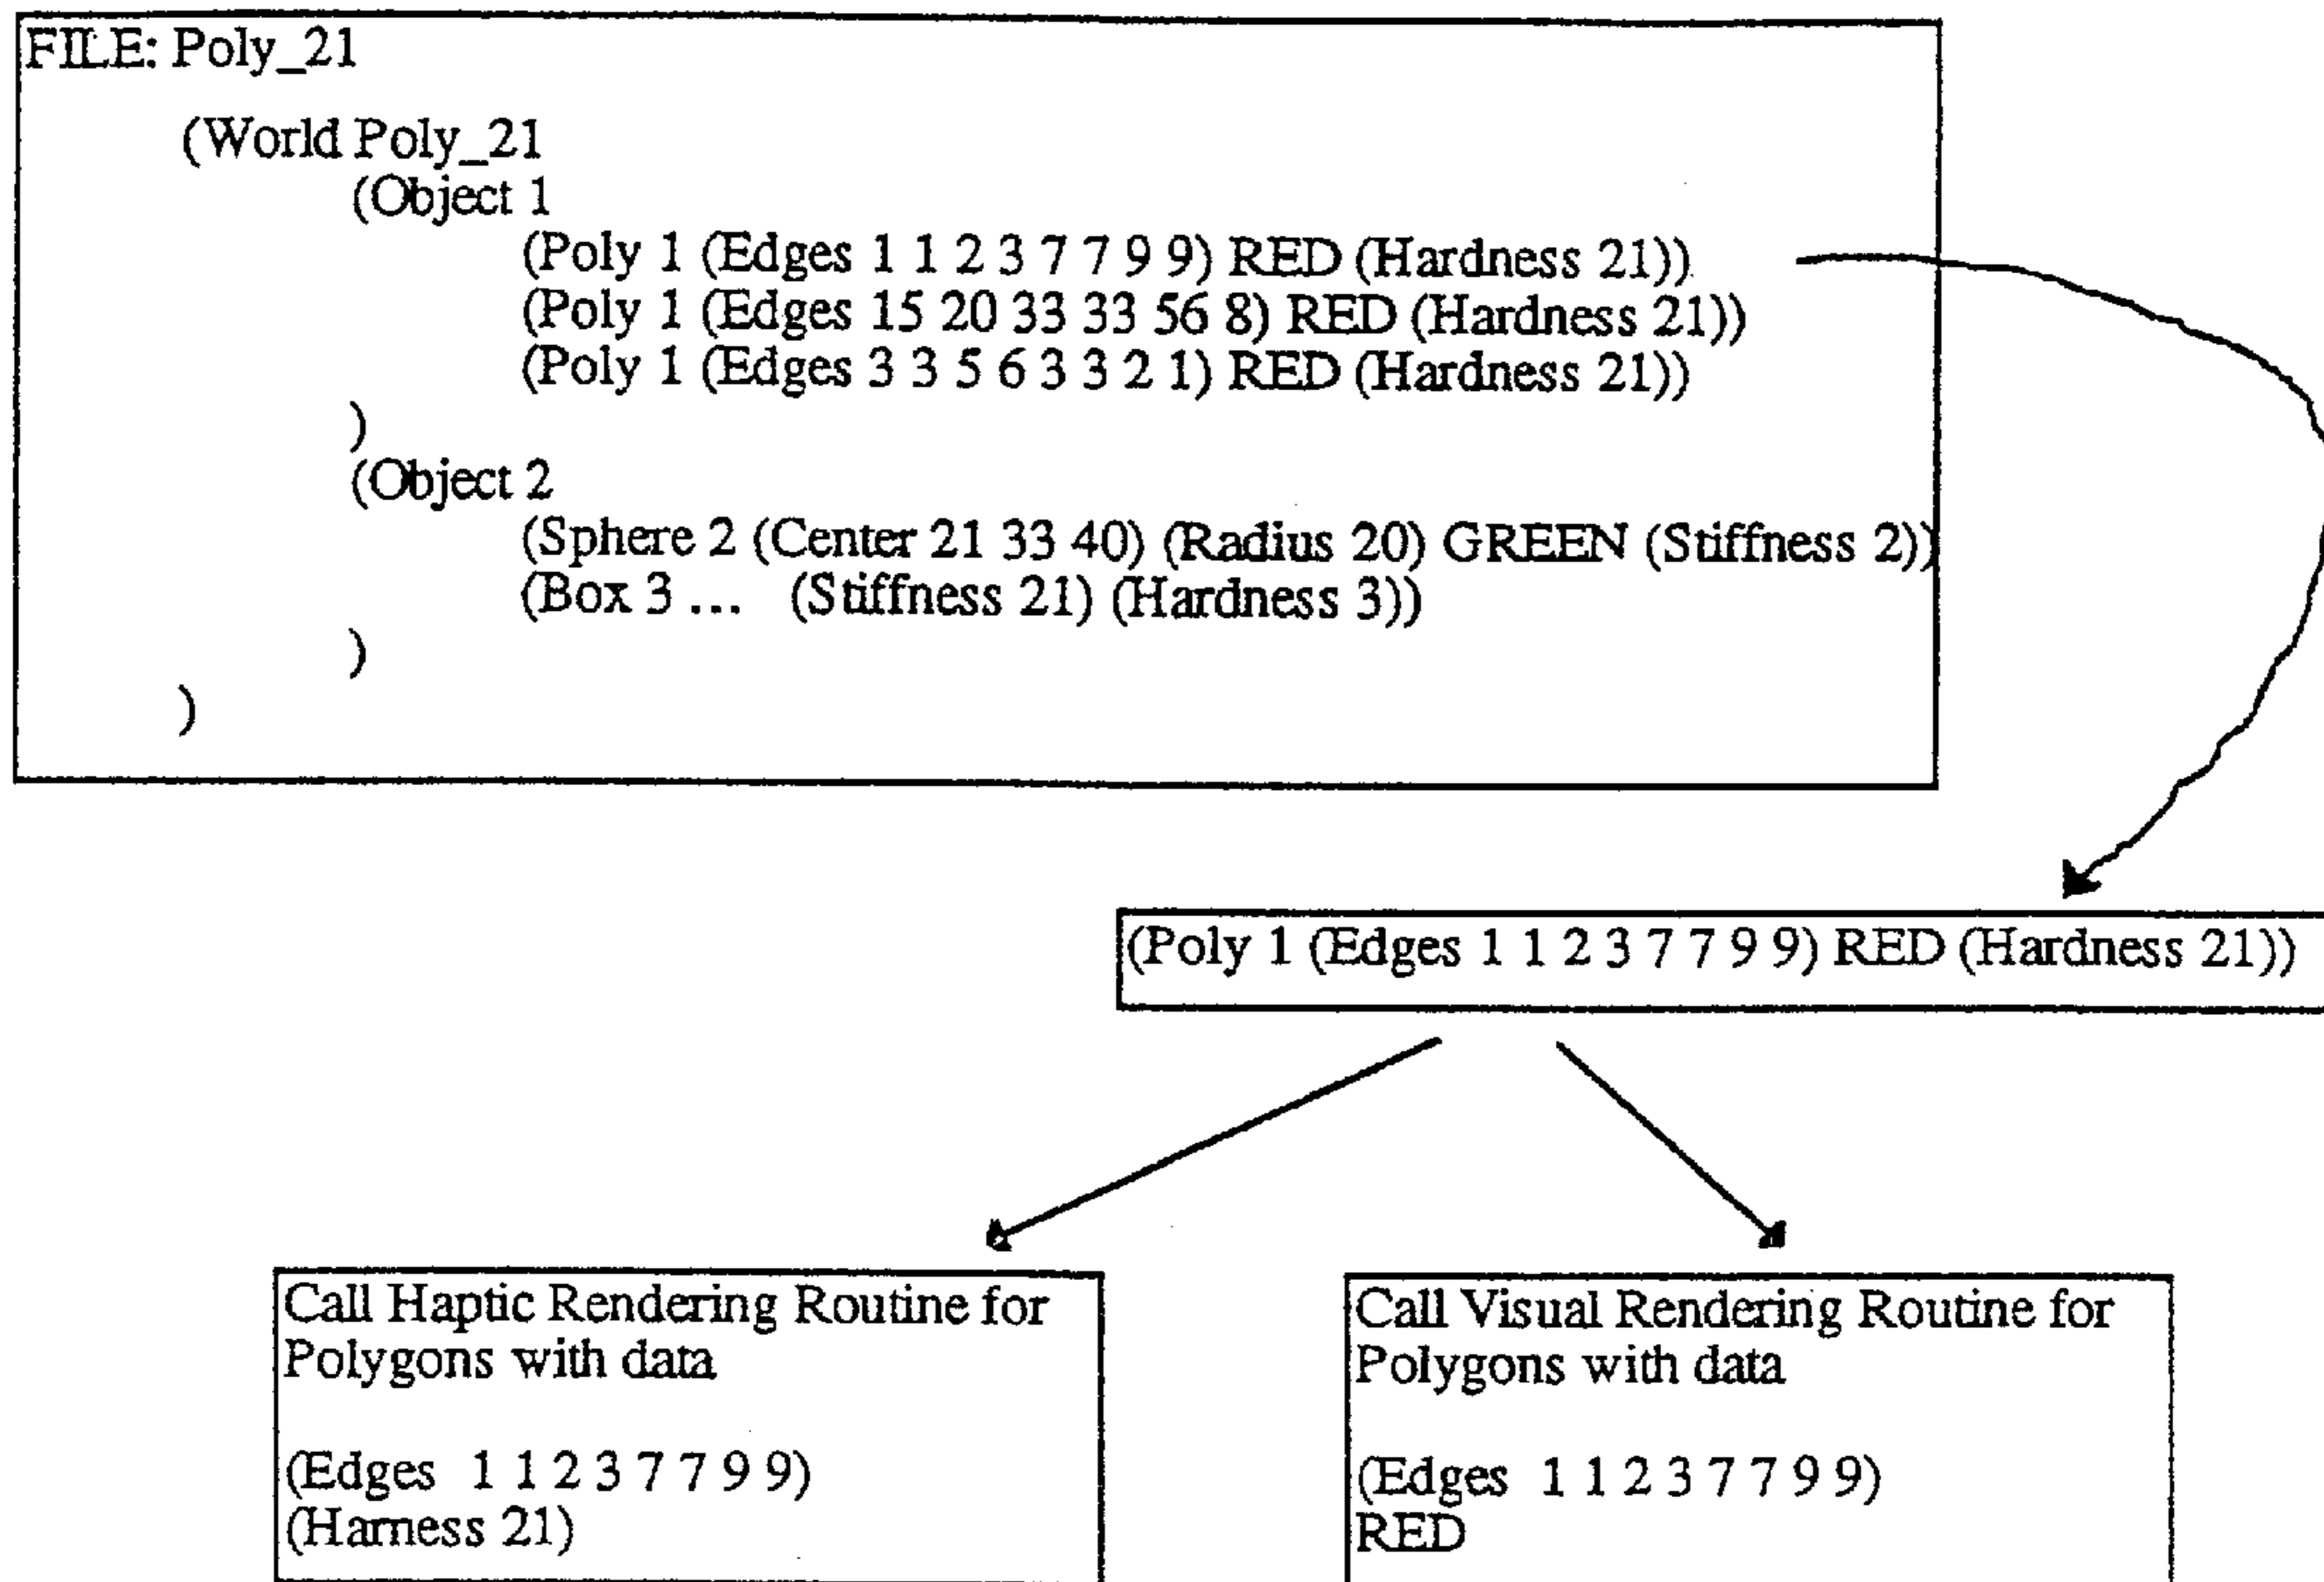 FILE: Poly_21
(World Poly_21
(Object 1
(Poly 1 (Edges 1 1 2 3 7 7 9 9) RED (Hardness 21))
(Poly 1 (Edges 15 20 33 33 56 8) RED (Hardness 21))
(Poly 1 (Edges 3 3 5 6 3 3 2 1) RED (Hardness 21))
)
(Object 2
(Sphere 2 (Center 21 33 40) (Radius 20) GREEN (Stiffness 2))
(Box 3 ... (Stiffness 21) (Hardness 3))
)
)
(Poly 1 (Edges 1 1 2 3 7 7 9 9) RED (Hardness 21))
Call Haptic Rendering Routine for
Polygons with data
(Edges 1 1 2 3 7 7 9 9)
(Harness 21)
Call Visual Rendering Routine for
Polygons with data
(Edges 1 1 2 3 7 7 9 9)
RED